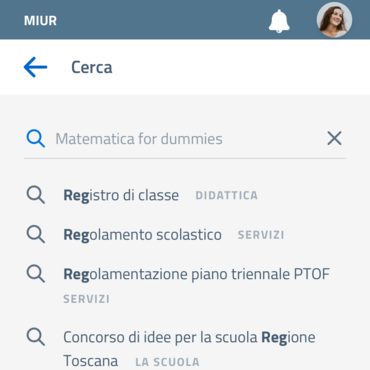 MIUR
Cerca
Matematica for dummies
Registro di classe DIDATTICA
Regolamento scolastico SERVIZI
Regolamentazione piano triennale PTOF
SERVIZI
Concorso di idee per la scuola Regione
Toscana LA SCUOLA